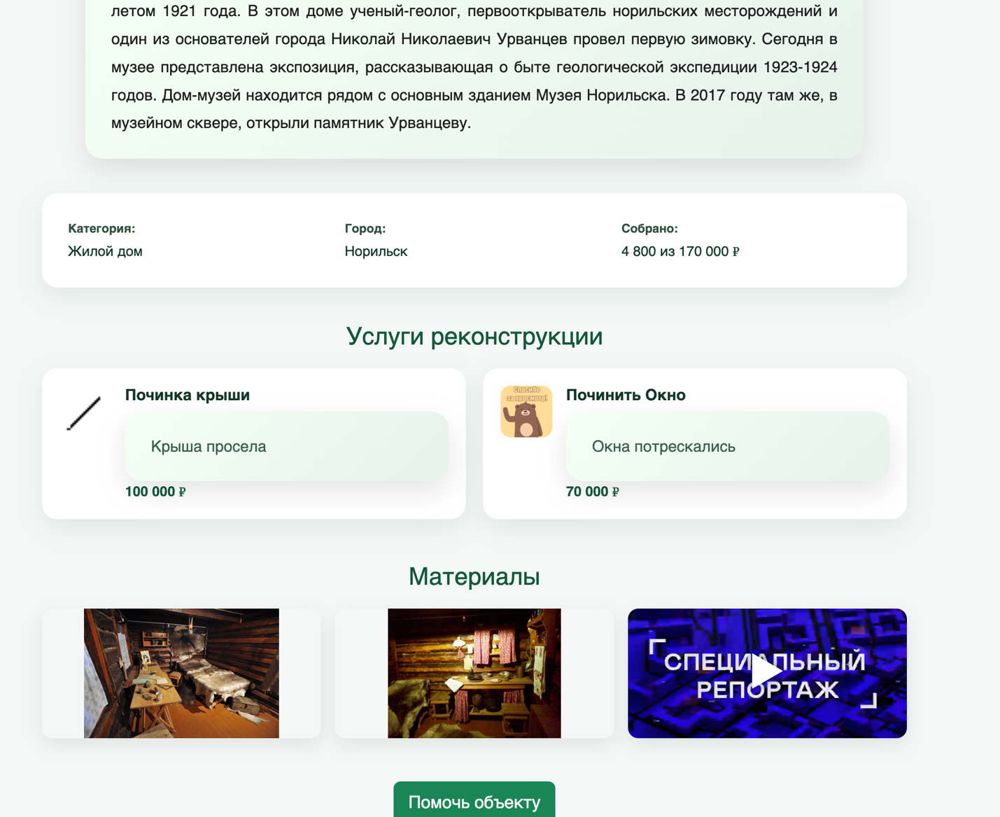 летом 1921 года. В этом доме ученый-геолог, первооткрыватель норильских месторождений и
один из основателей города Николай Николаевич Урванцев провел первую зимовку. Сегодня в
музее представлена экспозиция, рассказывающая о быте геологической экспедиции 1923-1924
годов. Дом-музей находится рядом с основным зданием Музея Норильска. В 2017 году там же, в
музейном сквере, открыли памятник Урванцеву.
Категория:
Жилой дом
Город:
Норильск
Собрано:
4 800 из 170 000 ₽
Услуги реконструкции
Починка крыши
Крыша просела
100 000 ₽
Спасибо
за просмотр!
Починить Окно
Окна потрескались
70 000 ₽
Материалы
СПЕЦИАЛЬНЫЙ
РЕПОРТАЖ
Помочь объекту